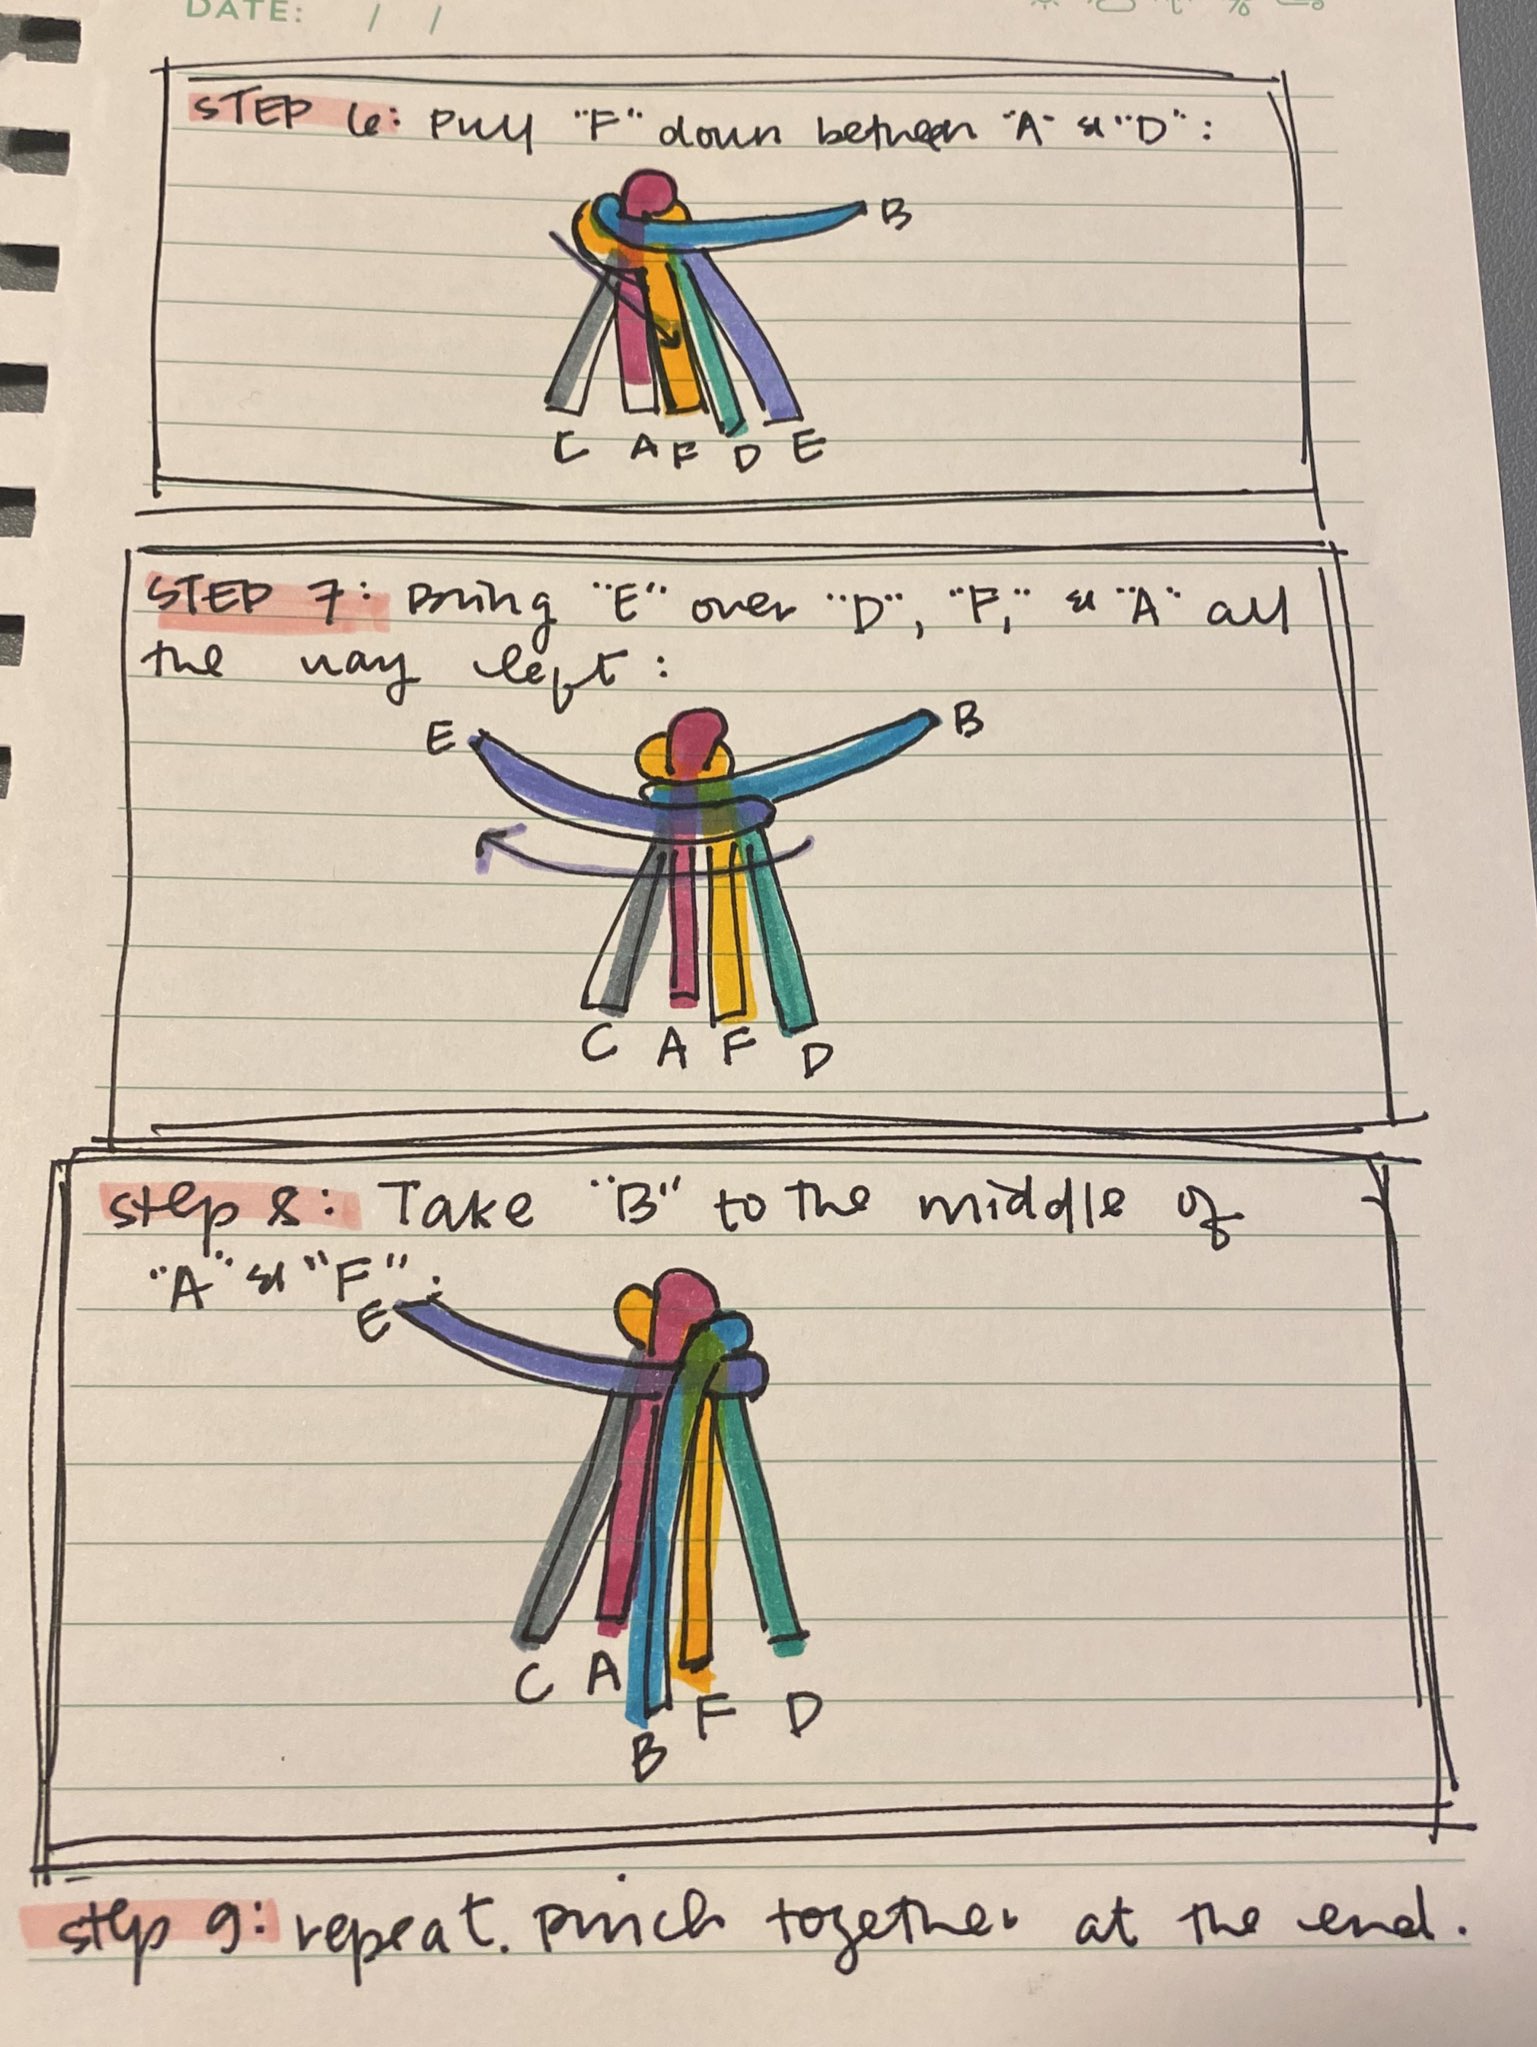 DATE: / /
STEP 6: Pull "F" down between "A" & "D":
B
C A F D E
STEP 7: Bring "E" over "D", "F," & "A" all
the way left:
E B
C A F D
step 8: Take "B" to the middle of
"A" & "F":
E
C A F D
B
step 9: repeat. pinch together at the end.